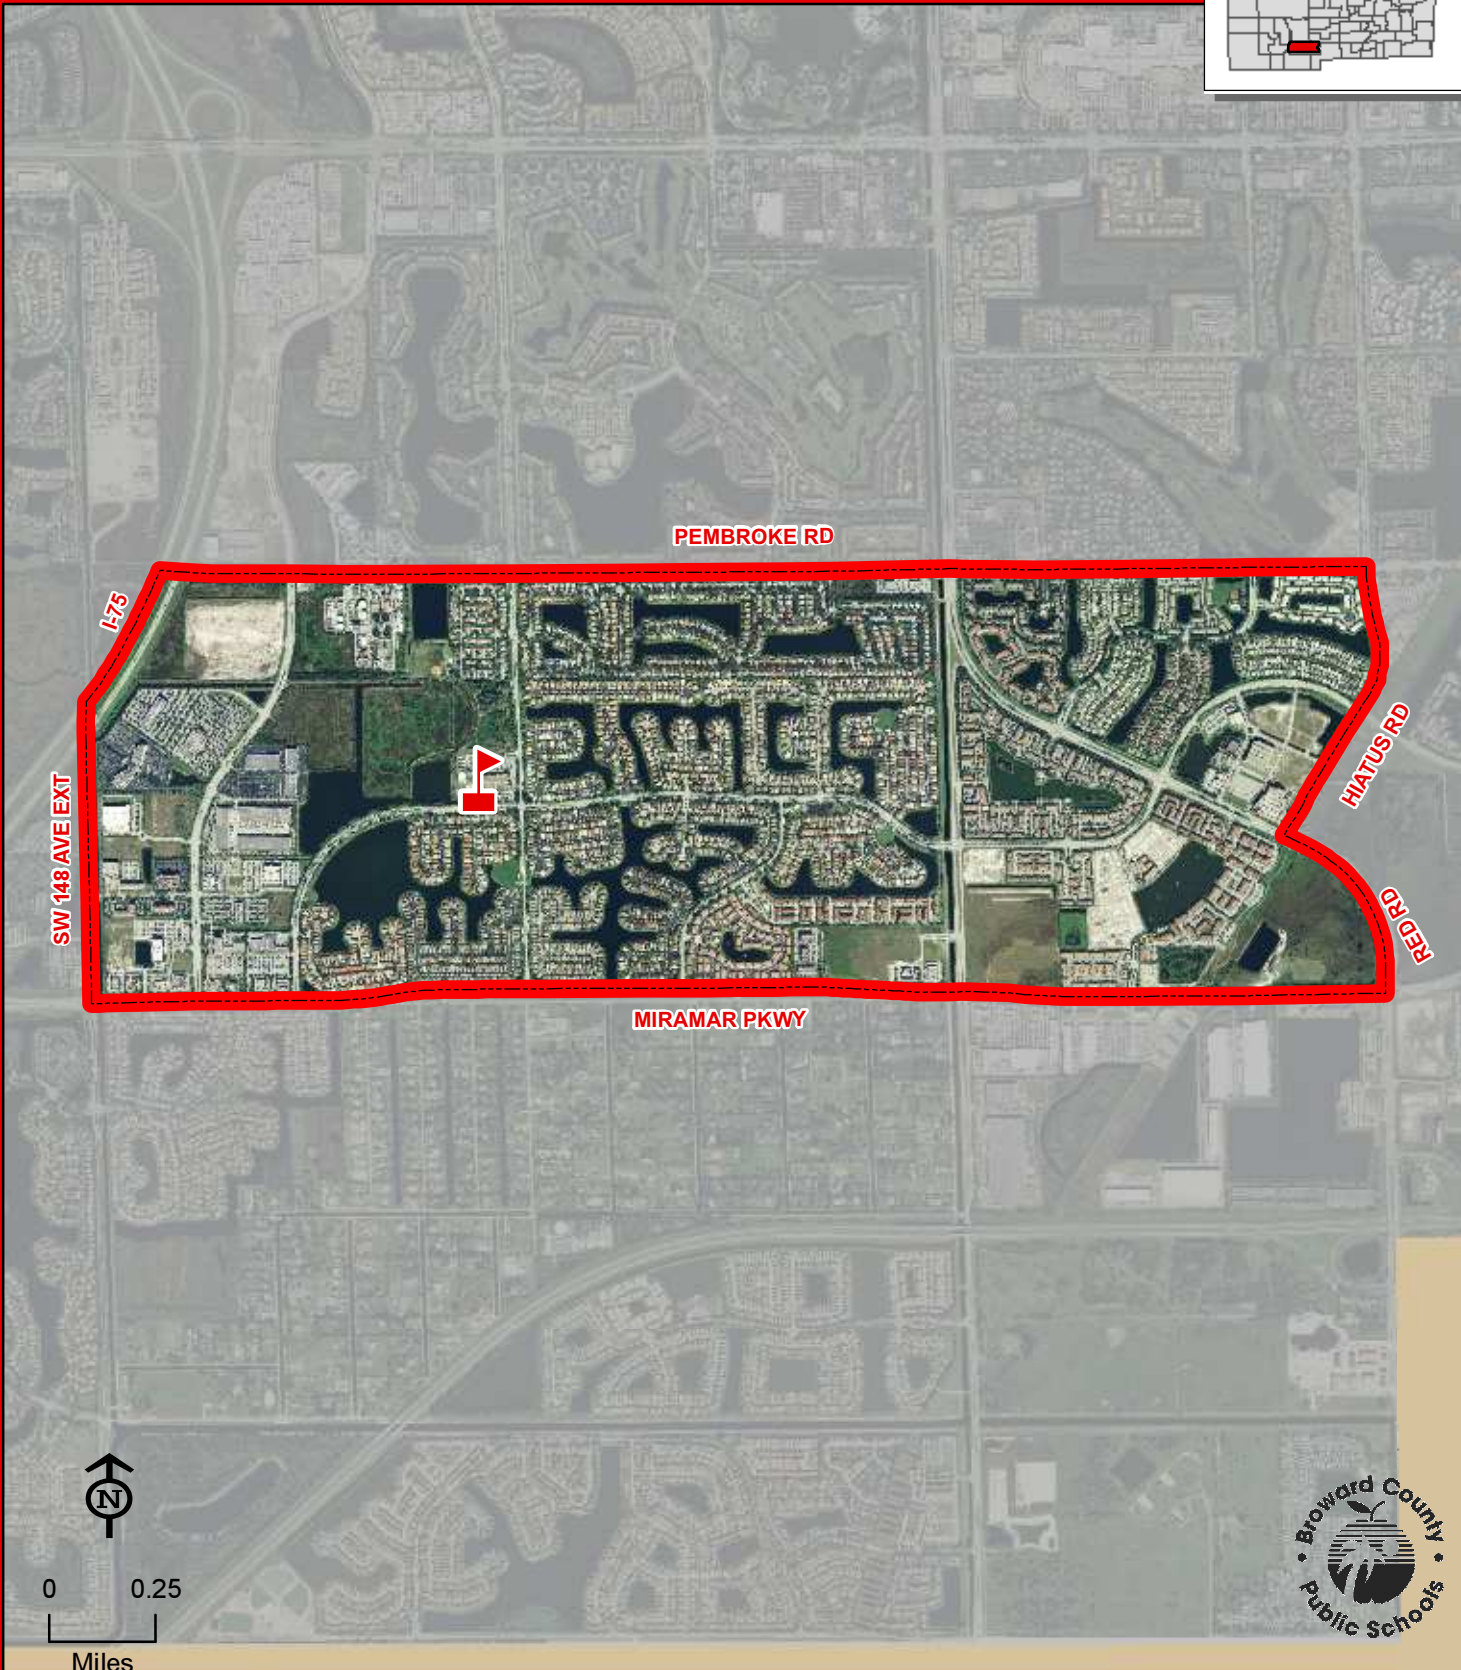 PEMBROKE RD
I-75
HIATUS RD
SW 148 AVE EXT
RED RD
MIRAMAR PKWY
N
0 0.25
Miles
Broward County
Public Schools